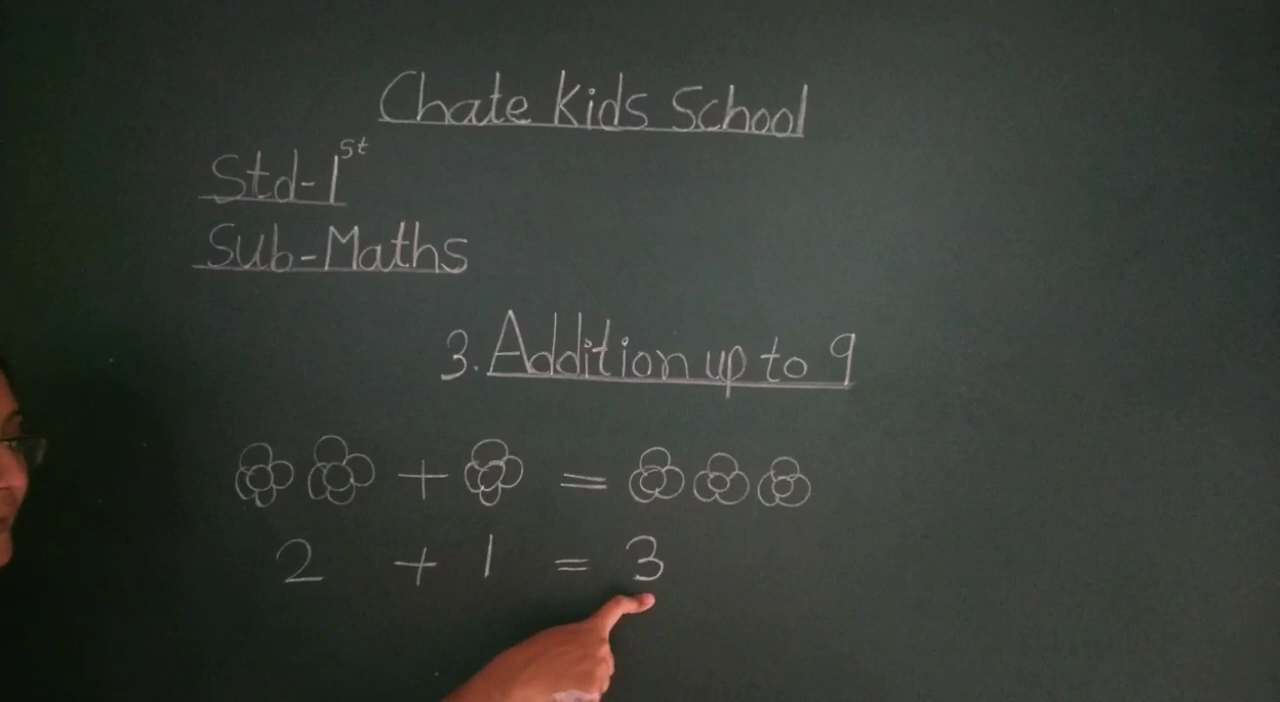 Chate Kids School
Std-1st
Sub-Maths
3. Addition up to 9
+ =
2 + 1 = 3